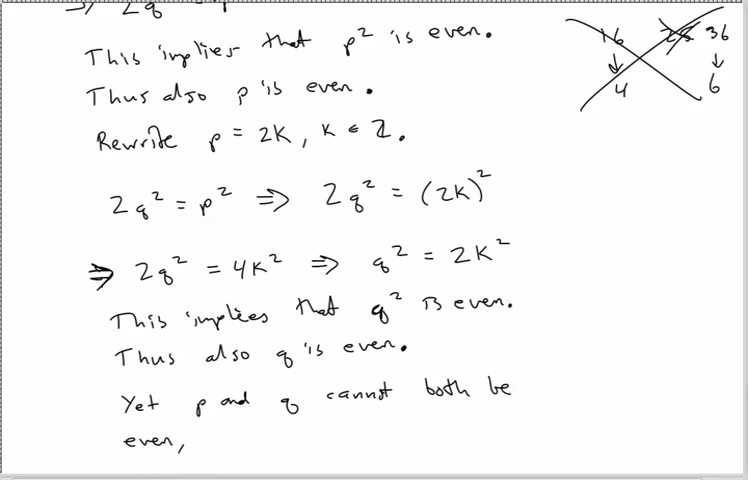 This implies that p² is even.
Thus also p is even.
Rewrite p = 2K, K ∈ ℤ.
2q² = p² ⇒ 2q² = (2K)²
⇒ 2q² = 4K² ⇒ q² = 2K²
This implies that q² is even.
Thus also q is even.
Yet p and q cannot both be
even,
16 36
↓ ↓
4 6